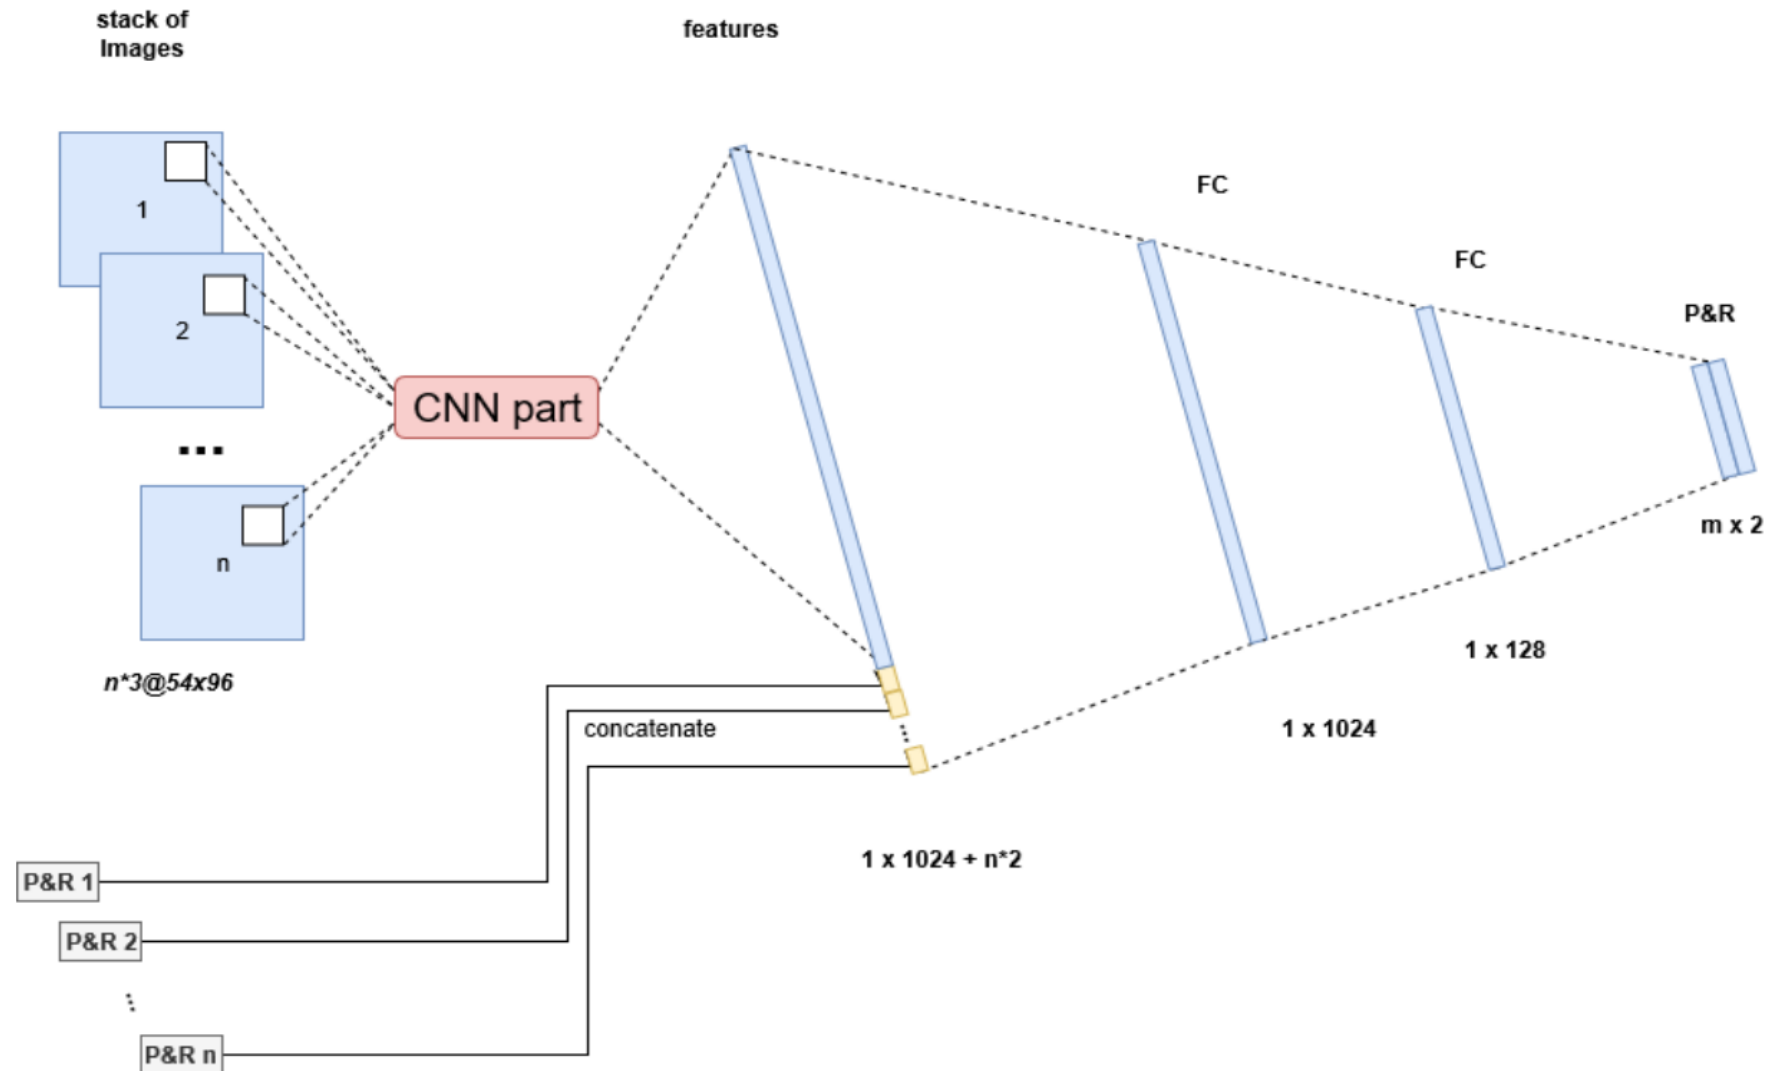 stack of
Images
features
1
FC
2
FC
P&R
CNN part
...
n
m x 2
n*3@54x96
1 x 128
concatenate
1 x 1024
1 x 1024 + n*2
P&R 1
P&R 2
...
P&R n